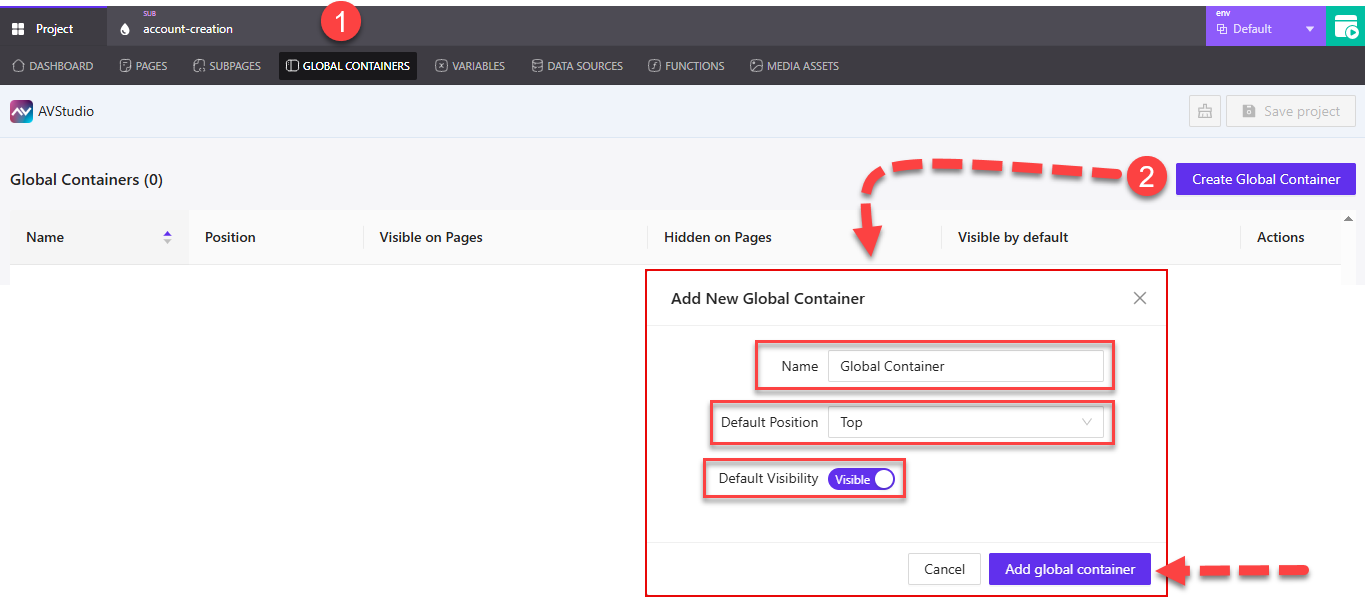 Project
SUB
account-creation
1
env
Default
DASHBOARD
PAGES
SUBPAGES
GLOBAL CONTAINERS
VARIABLES
DATA SOURCES
FUNCTIONS
MEDIA ASSETS
AV AVStudio
Save project
Global Containers (0)
2
Create Global Container
Name
Position
Visible on Pages
Hidden on Pages
Visible by default
Actions
Add New Global Container
Name Global Container
Default Position Top
Default Visibility Visible
Cancel
Add global container